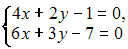 4x + 2y − 1 = 0,
6x + 3y − 7 = 0